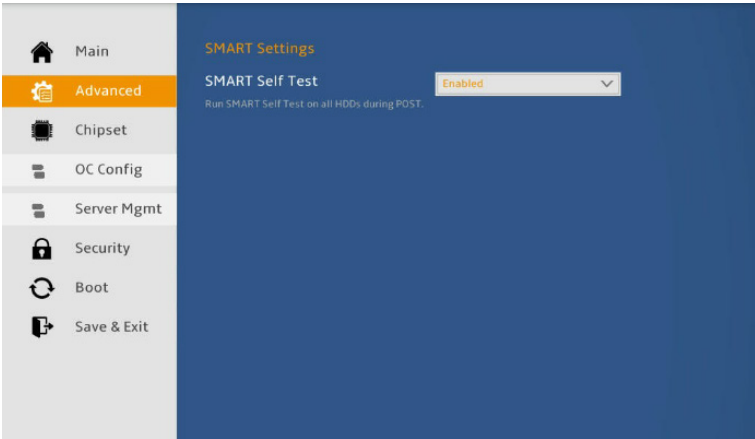 Main
Advanced
Chipset
OC Config
Server Mgmt
Security
Boot
Save & Exit
SMART Settings
SMART Self Test
Enabled
Run SMART Self Test on all HDDs during POST.